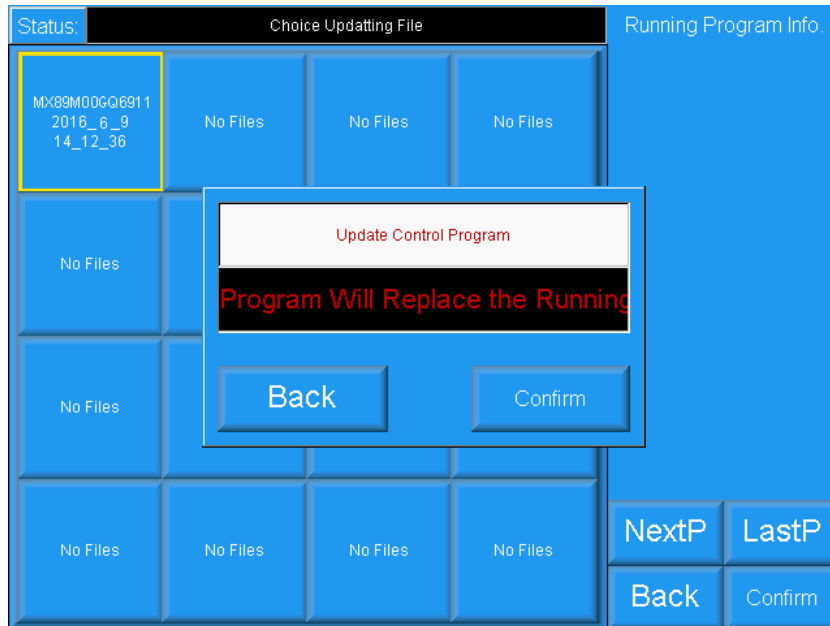 Status:
Choice Updatting File
Running Program Info.
MX89M00GQ6911
2016_6_9
14_12_36
No Files
No Files
No Files
No Files
Update Control Program
Program Will Replace the Running
Back
Confirm
No Files
No Files
No Files
No Files
No Files
NextP
LastP
Back
Confirm